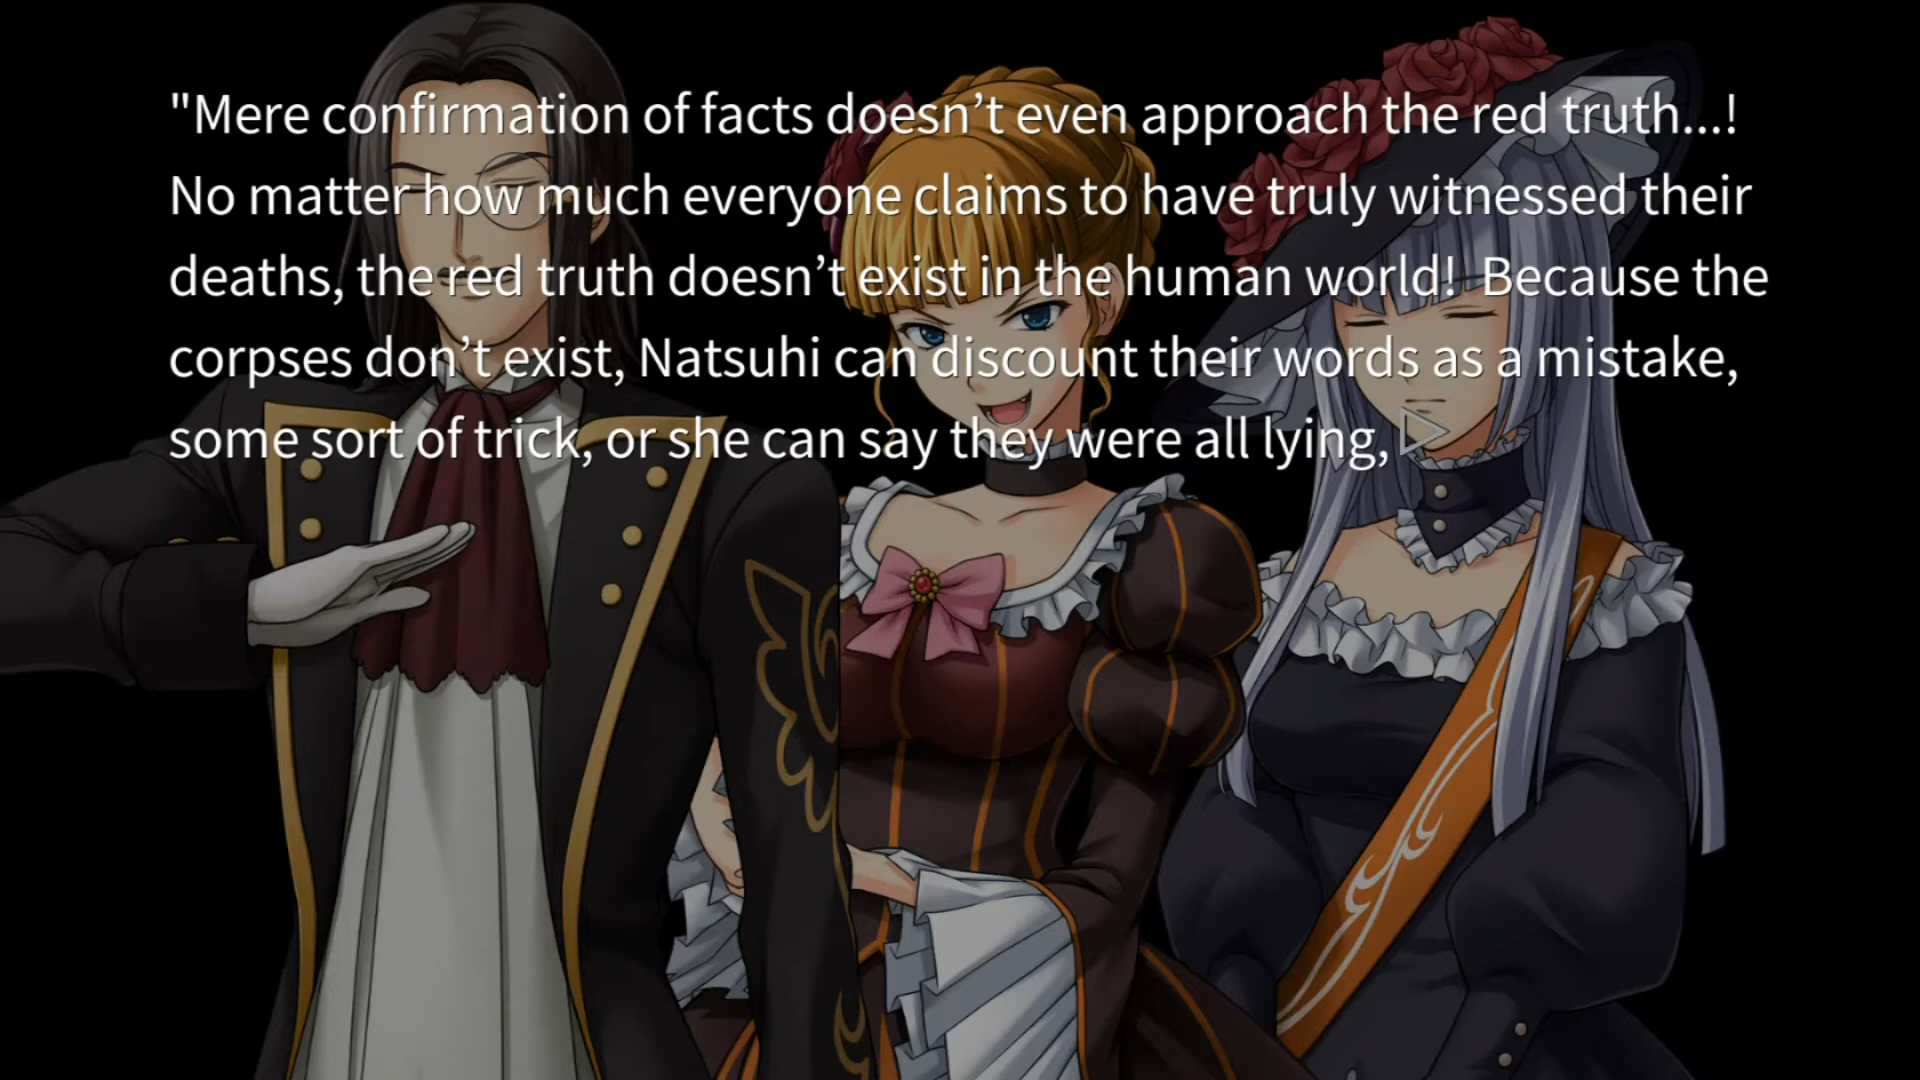 "Mere confirmation of facts doesn’t even approach the red truth...!
No matter how much everyone claims to have truly witnessed their
deaths, the red truth doesn’t exist in the human world!  Because the
corpses don’t exist, Natsuhi can discount their words as a mistake,
some sort of trick, or she can say they were all lying,